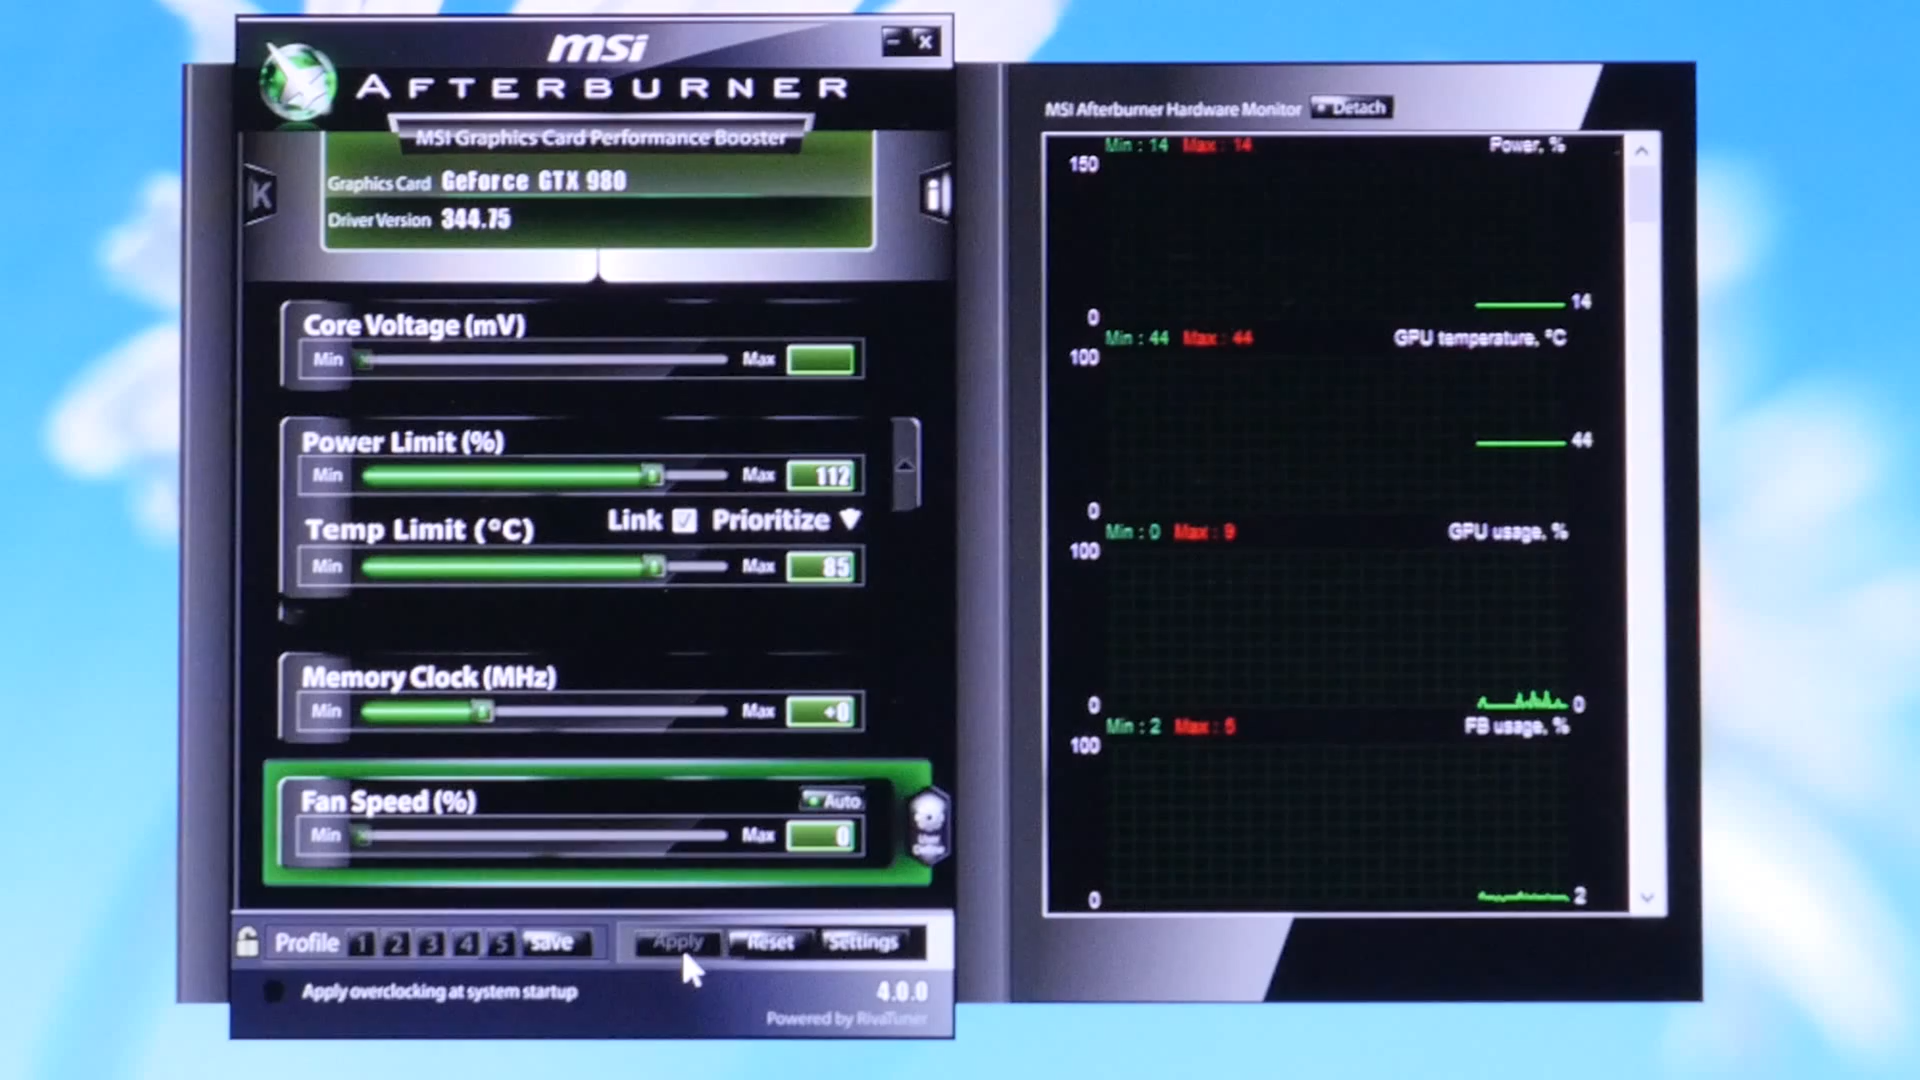 msi
AFTERBURNER
MSI Graphics Card Performance Booster
K
i
Graphics Card GeForce GTX 980
Driver Version 344.75
Core Voltage (mV)
Min Max
Power Limit (%)
Min Max 112
Temp Limit (°C) Link Prioritize
Min Max 85
Memory Clock (MHz)
Min Max +0
Fan Speed (%) Auto
Min Max 0
User
Define
Profile 1 2 3 4 5 Save Apply Reset Settings
Apply overclocking at system startup 4.0.0
Powered by RivaTuner
MSI Afterburner Hardware Monitor Detach
Min : 14 Max : 14 Power, %
150
14
0
Min : 44 Max : 44 GPU temperature, °C
100
44
0
Min : 0 Max : 9 GPU usage, %
100
0 0
Min : 2 Max : 5 FB usage, %
100
0 2